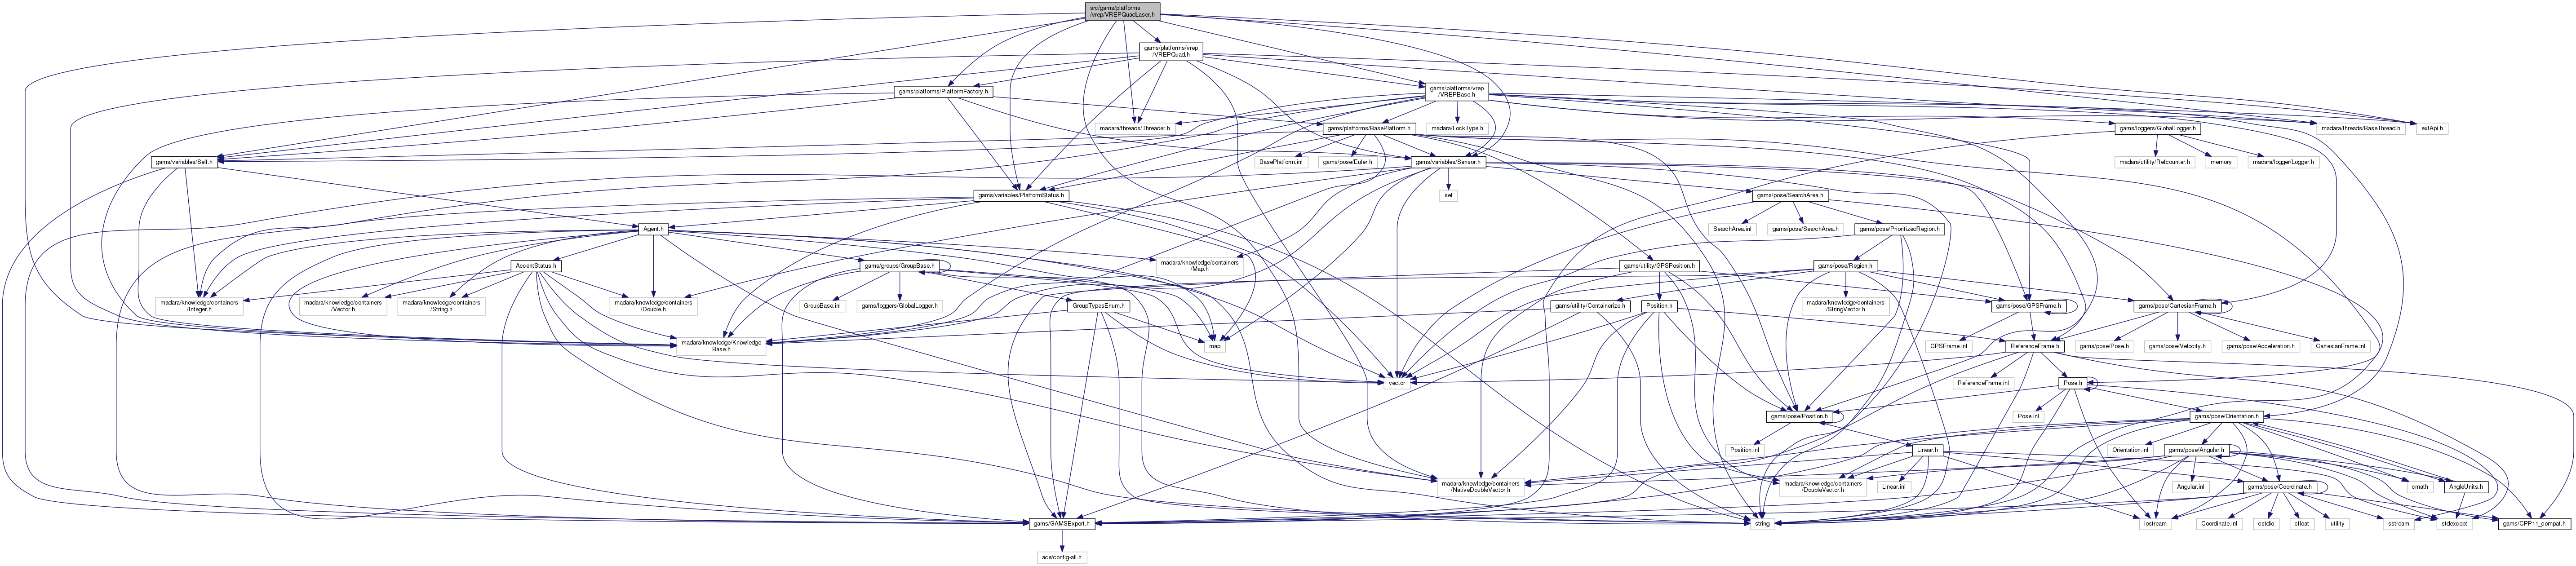 src/gams/platforms
/vrep/VREPQuadLaser.h
gams/platforms/vrep
/VREPQuad.h
gams/platforms/PlatformFactory.h
gams/platforms/vrep
/VREPBase.h
madara/threads/Threader.h
madara/LockType.h
gams/platforms/BasePlatform.h
gams/loggers/GlobalLogger.h
madara/threads/BaseThread.h
extApi.h
gams/variables/Self.h
BasePlatform.inl
gams/pose/Euler.h
gams/variables/Sensor.h
madara/utility/Refcounter.h
memory
madara/logger/Logger.h
gams/variables/PlatformStatus.h
set
gams/pose/SearchArea.h
Agent.h
SearchArea.inl
gams/pose/SearchArea.h
gams/pose/PrioritizedRegion.h
AccentStatus.h
gams/groups/GroupBase.h
madara/knowledge/containers
/Map.h
gams/utility/GPSPosition.h
gams/pose/Region.h
madara/knowledge/containers
/Integer.h
madara/knowledge/containers
/Vector.h
madara/knowledge/containers
/String.h
madara/knowledge/containers
/Double.h
GroupBase.inl
gams/loggers/GlobalLogger.h
GroupTypesEnum.h
gams/utility/Containerize.h
Position.h
madara/knowledge/containers
/StringVector.h
gams/pose/GPSFrame.h
gams/pose/CartesianFrame.h
madara/knowledge/Knowledge
Base.h
map
GPSFrame.inl
ReferenceFrame.h
gams/pose/Pose.h
gams/pose/Velocity.h
gams/pose/Acceleration.h
CartesianFrame.inl
vector
ReferenceFrame.inl
Pose.h
gams/pose/Position.h
Pose.inl
gams/pose/Orientation.h
Position.inl
Linear.h
Orientation.inl
gams/pose/Angular.h
madara/knowledge/containers
/NativeDoubleVector.h
madara/knowledge/containers
/DoubleVector.h
Linear.inl
gams/pose/Coordinate.h
Angular.inl
cmath
AngleUnits.h
gams/GAMSExport.h
string
iostream
Coordinate.inl
cstdio
cfloat
utility
sstream
stdexcept
gams/CPP11_compat.h
ace/config-all.h